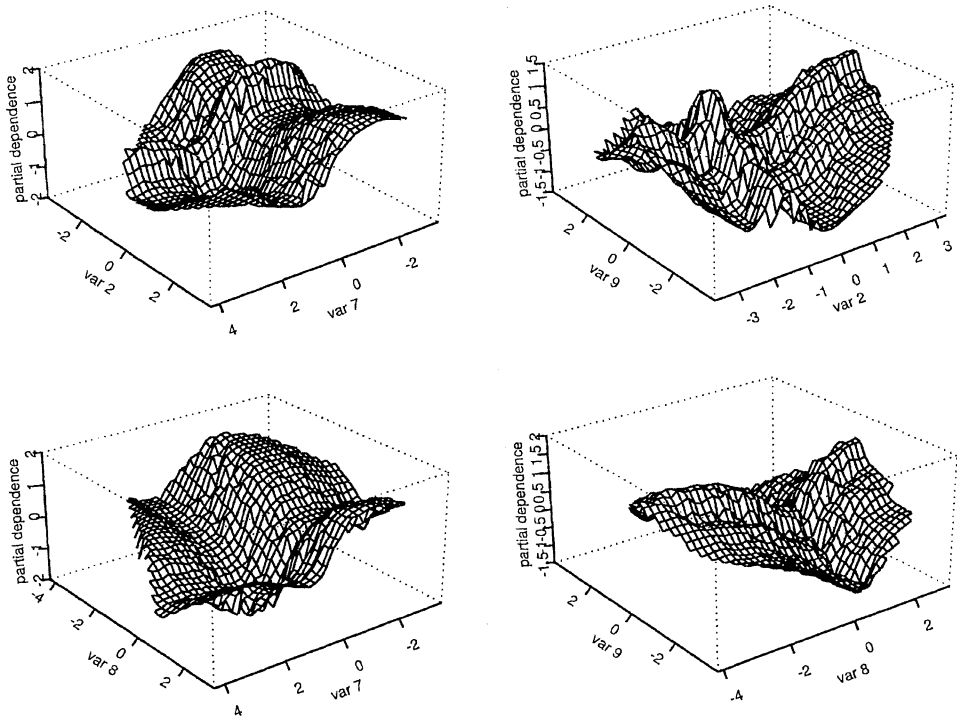 partial dependence
-2 -1 0 1 2
-2 0 2
var 2
4 2 0 -2
var 7
partial dependence
-1.5 -0.5 0 0.5 1 1.5
2 0 -2
var 9
-3 -2 -1 0 1 2 3
var 2
partial dependence
-2 -1 0 1 2
-4 -2 0 2
var 8
4 2 0 -2
var 7
partial dependence
-1.5 -1 -0.5 0 0.5 1 1.5 2
2 0 -2
var 9
-4 -2 0 2
var 8